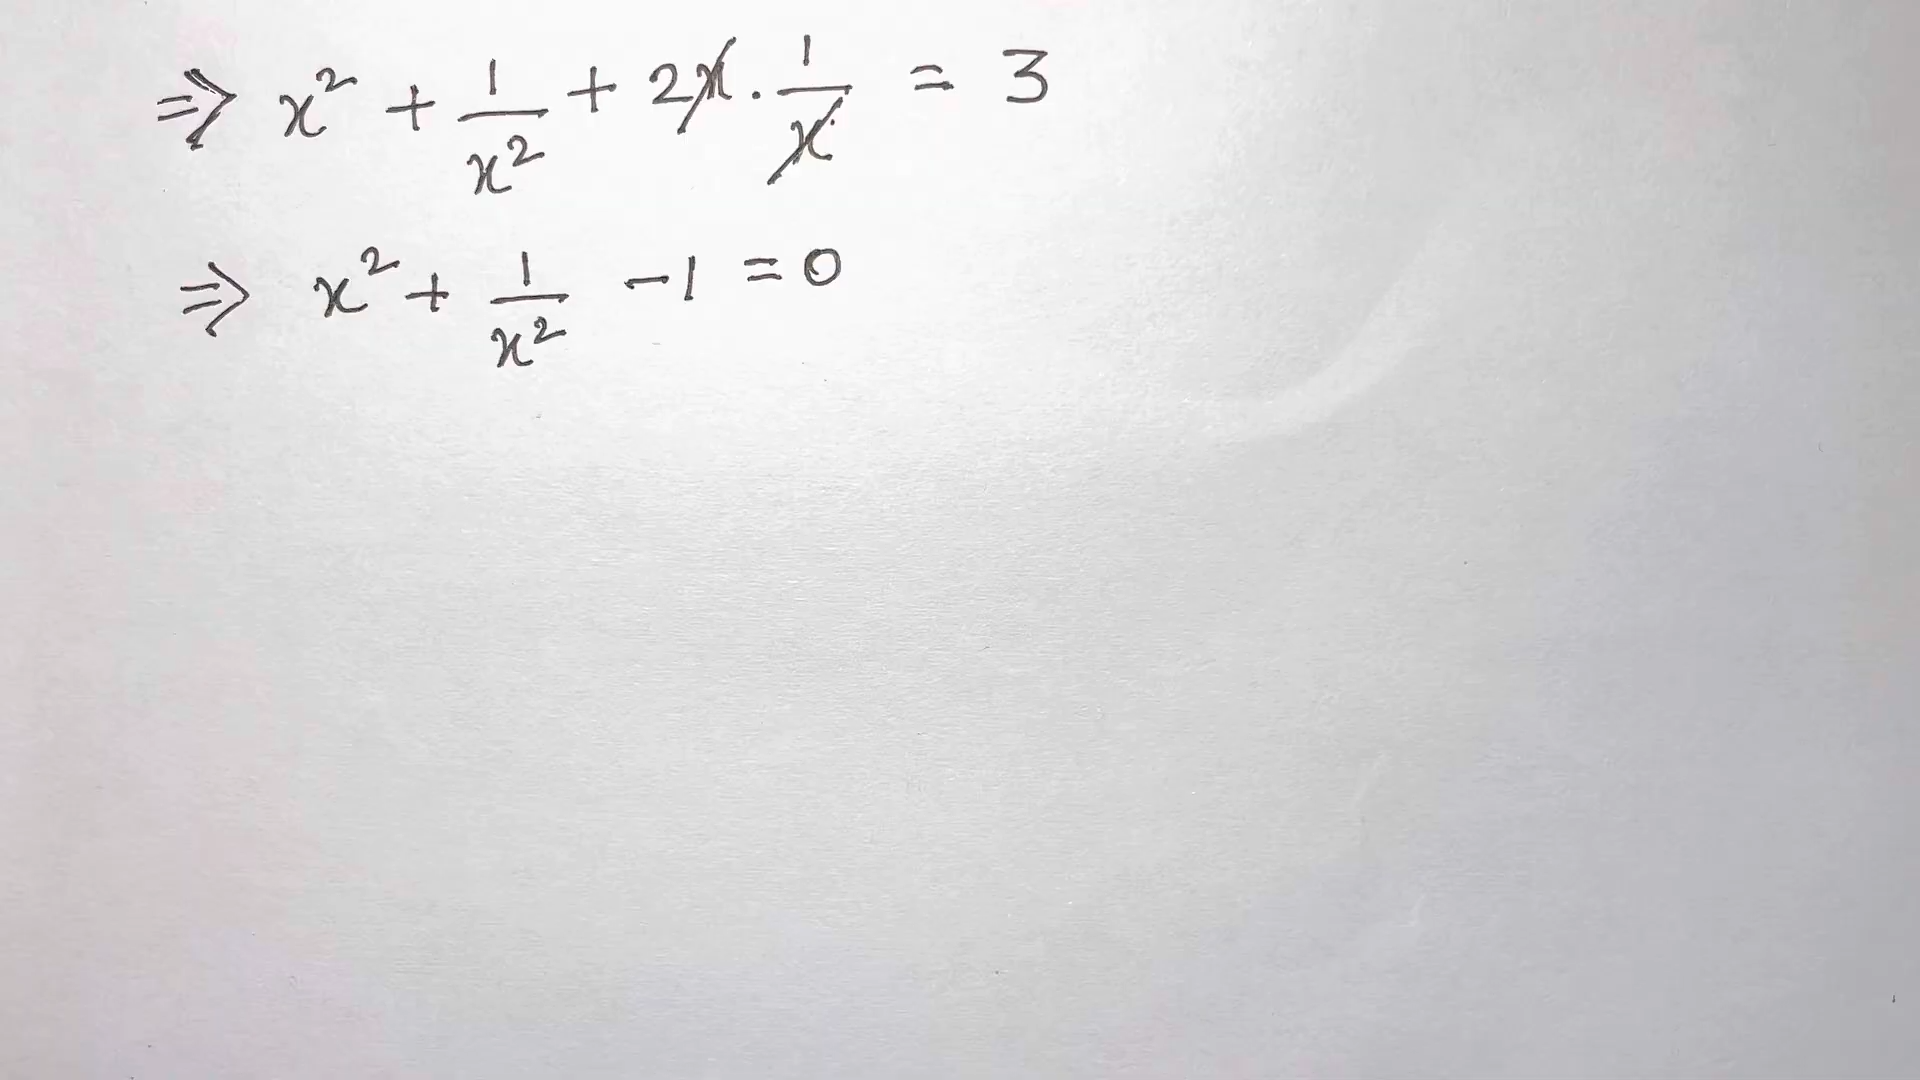 ⇒ x² + 1/x² + 2x · 1/x = 3
⇒ x² + 1/x² - 1 = 0